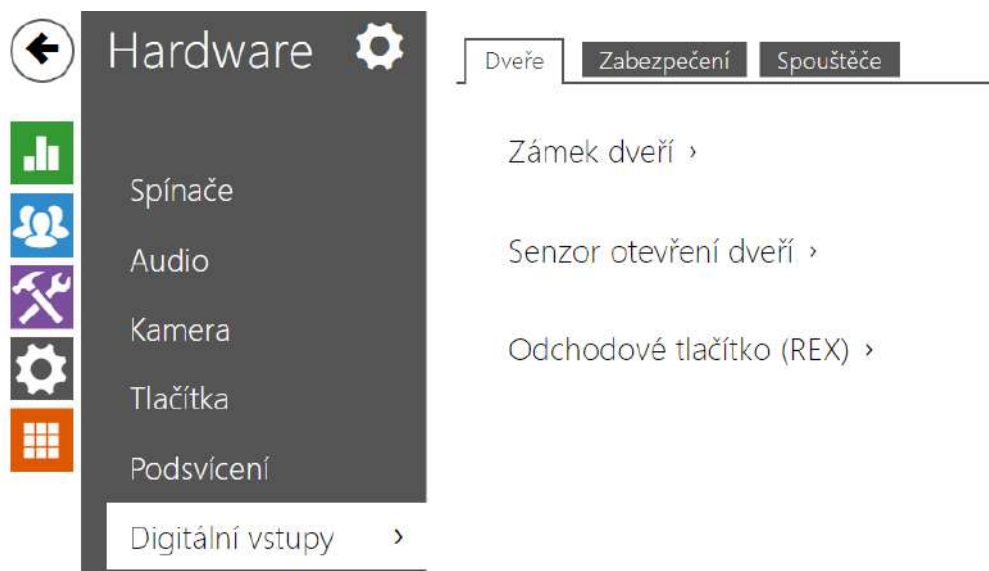 Hardware
Spínače
Audio
Kamera
Tlačítka
Podsvícení
Digitální vstupy
Dveře Zabezpečení Spouštěče
Zámek dveří
Senzor otevření dveří
Odchodové tlačítko (REX)